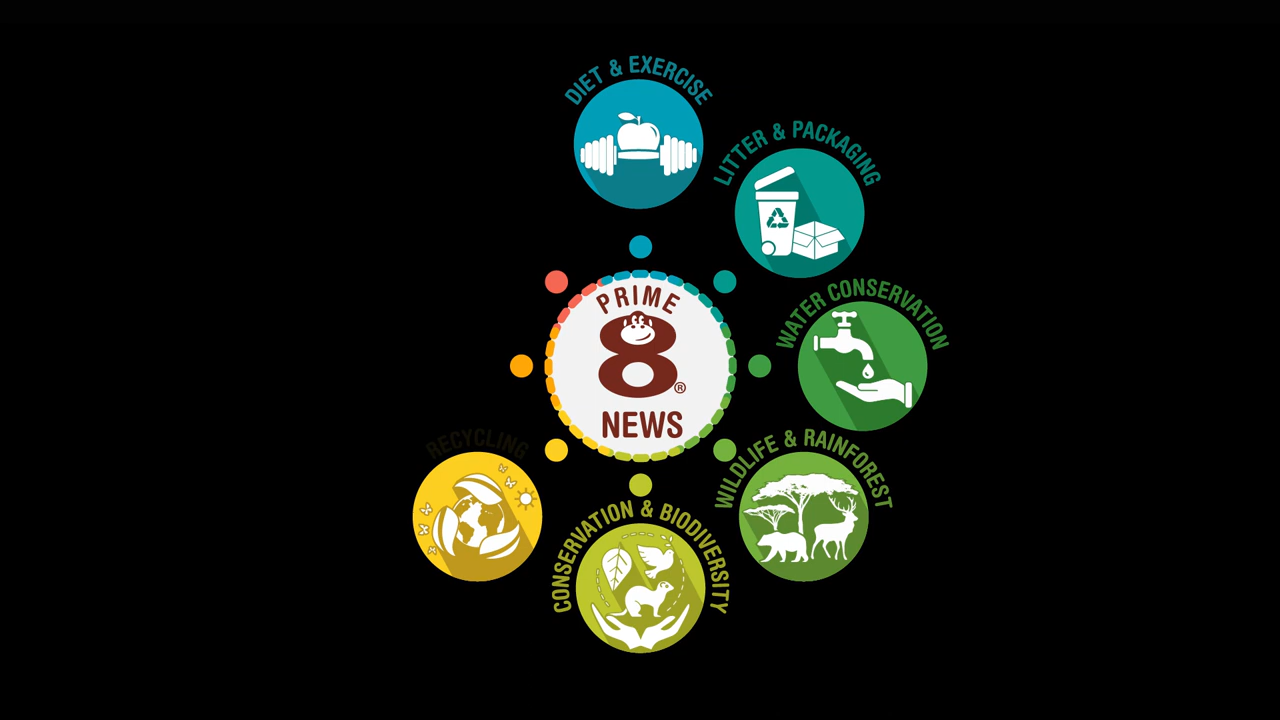 DIET & EXERCISE
LITTER & PACKAGING
WATER CONSERVATION
WILDLIFE & RAINFOREST
CONSERVATION & BIODIVERSITY
RECYCLING
PRIME
8®
NEWS